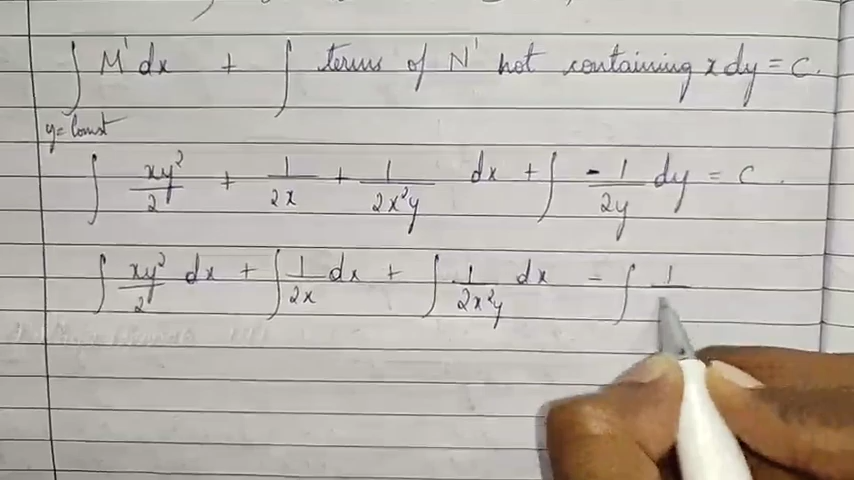 ∫ M' dx + ∫ terms of N' not containing x dy = c.
y = const
∫ xy²/2 + 1/2x + 1/2x²y dx + ∫ -1/2y dy = c.
∫ xy²/2 dx + ∫ 1/2x dx + ∫ 1/2x²y dx - ∫ 1